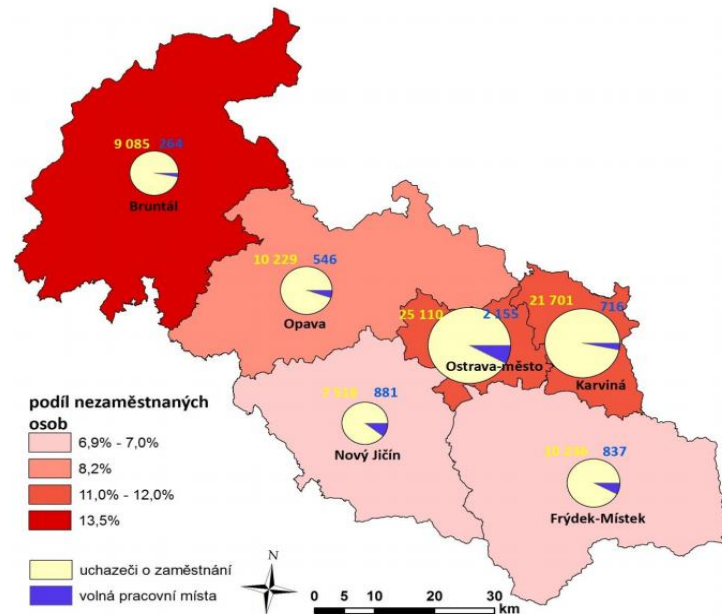 9 085 264
Bruntál
10 229 546
Opava
25 110 2 155
Ostrava-město
21 701 716
Karviná
881
Nový Jičín
837
Frýdek-Místek
podíl nezaměstnaných
osob
6,9% - 7,0%
8,2%
11,0% - 12,0%
13,5%
uchazeči o zaměstnání
volná pracovní místa
N
0 5 10 20 30
km